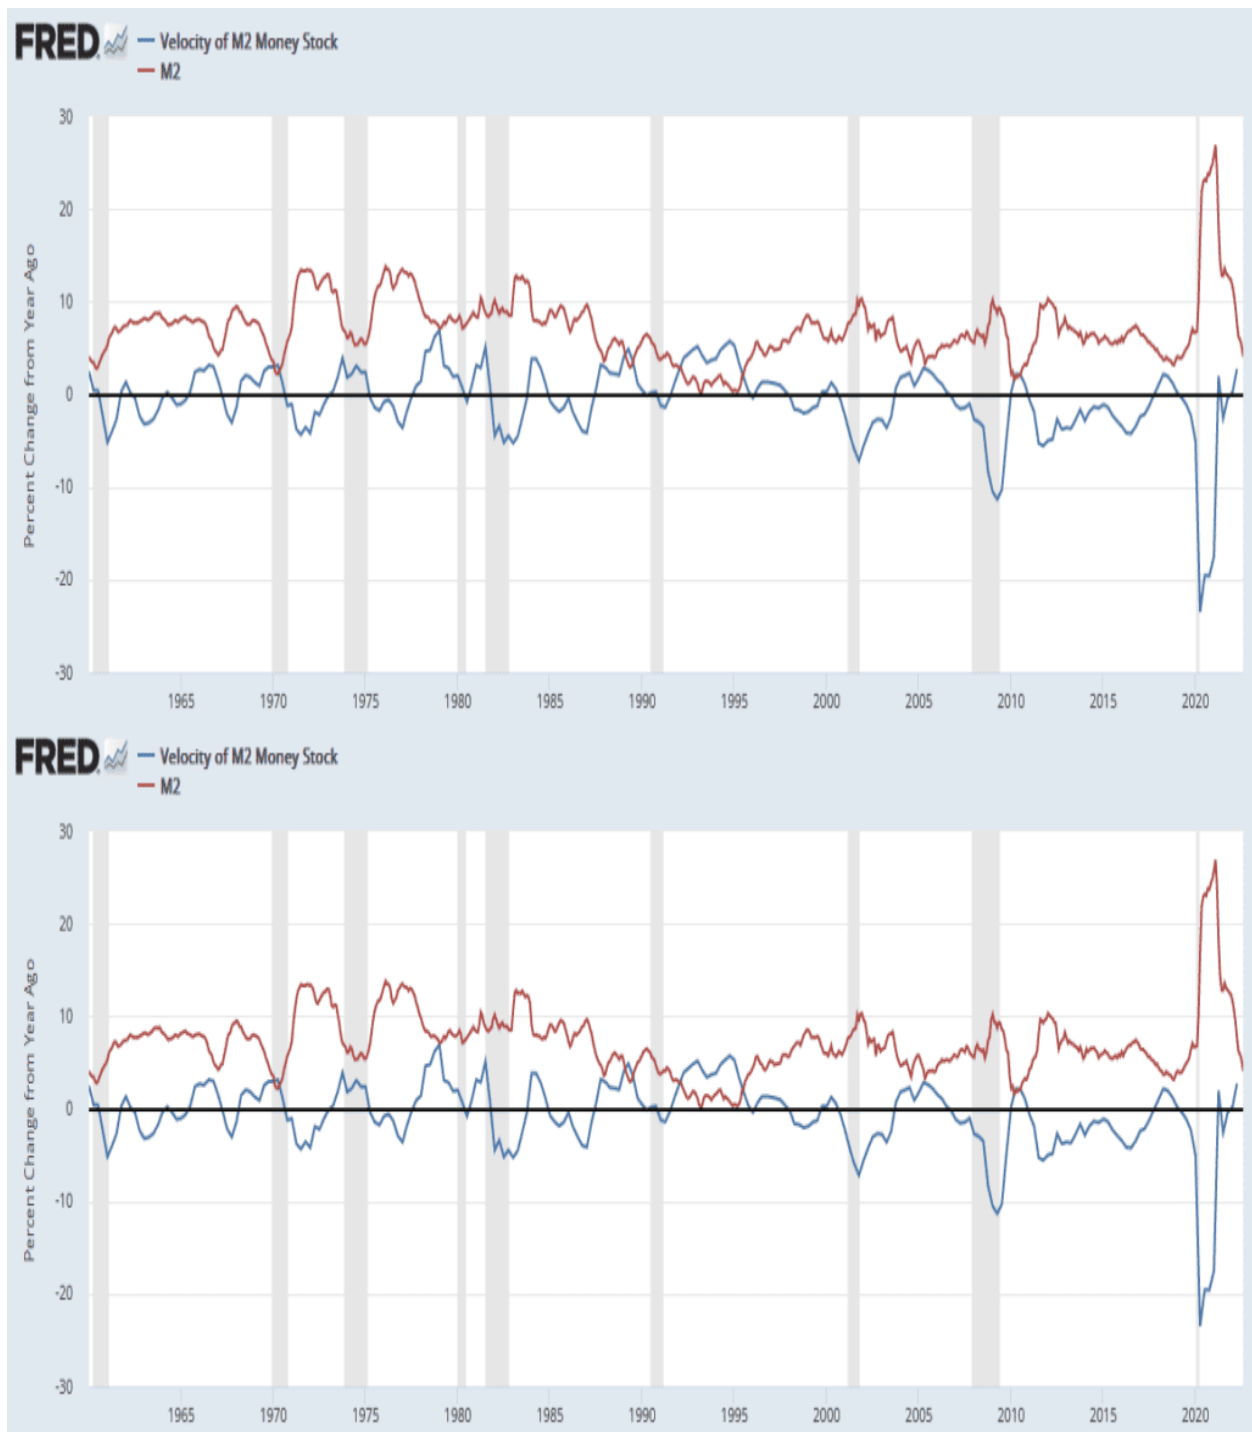 FRED
Velocity of M2 Money Stock
M2
Percent Change from Year Ago
30
20
10
0
-10
-20
-30
1965 1970 1975 1980 1985 1990 1995 2000 2005 2010 2015 2020
FRED
Velocity of M2 Money Stock
M2
Percent Change from Year Ago
30
20
10
0
-10
-20
-30
1965 1970 1975 1980 1985 1990 1995 2000 2005 2010 2015 2020